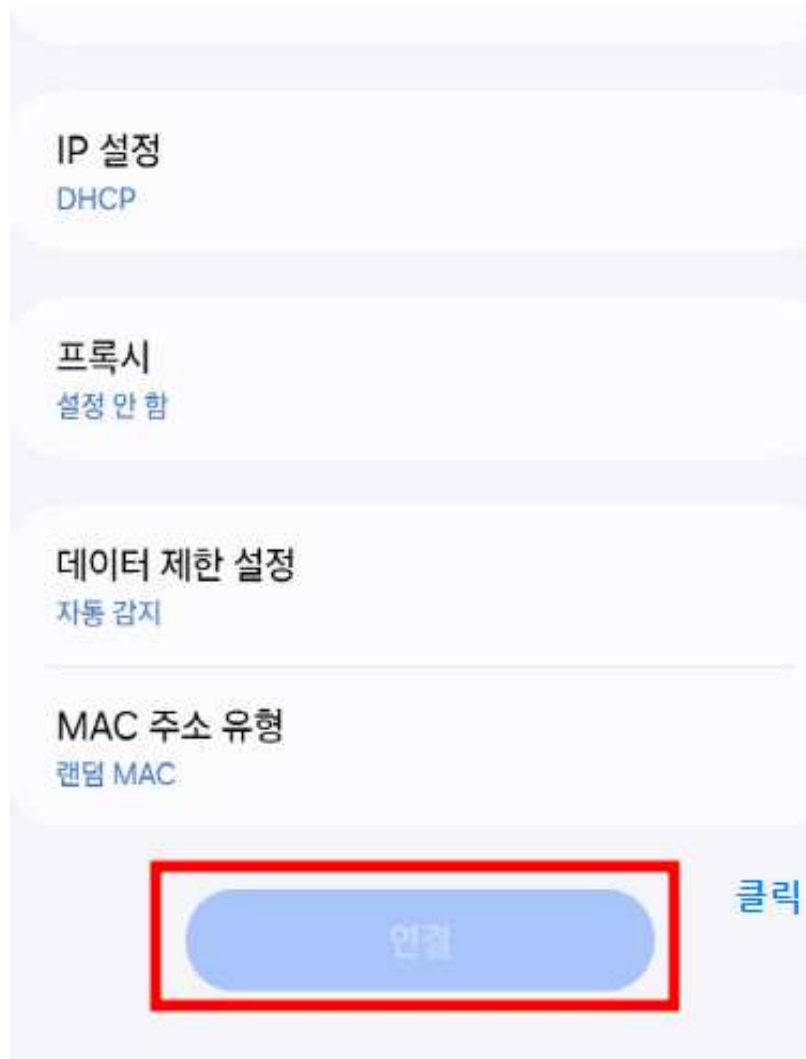 IP 설정
DHCP
프록시
설정 안 함
데이터 제한 설정
자동 감지
MAC 주소 유형
랜덤 MAC
클릭
연결